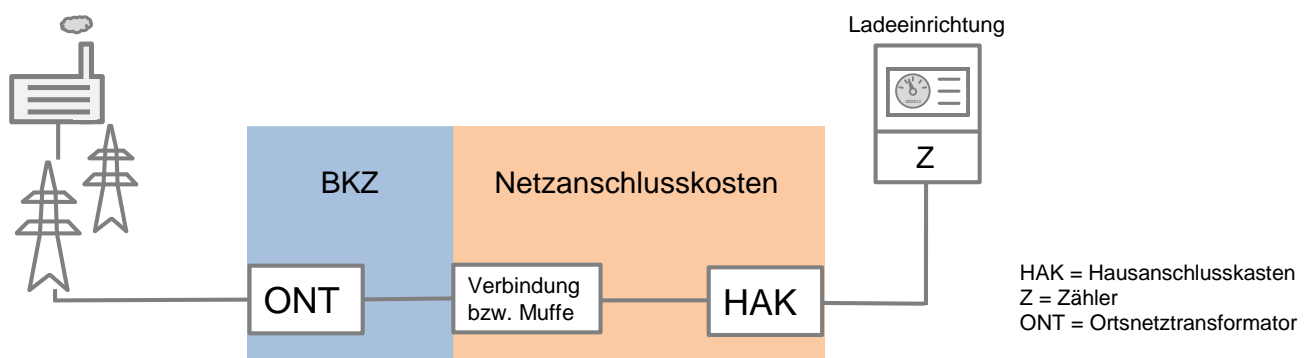 Ladeeinrichtung
Z
BKZ
Netzanschlusskosten
ONT
Verbindung
bzw. Muffe
HAK
HAK = Hausanschlusskasten
Z = Zähler
ONT = Ortsnetztransformator